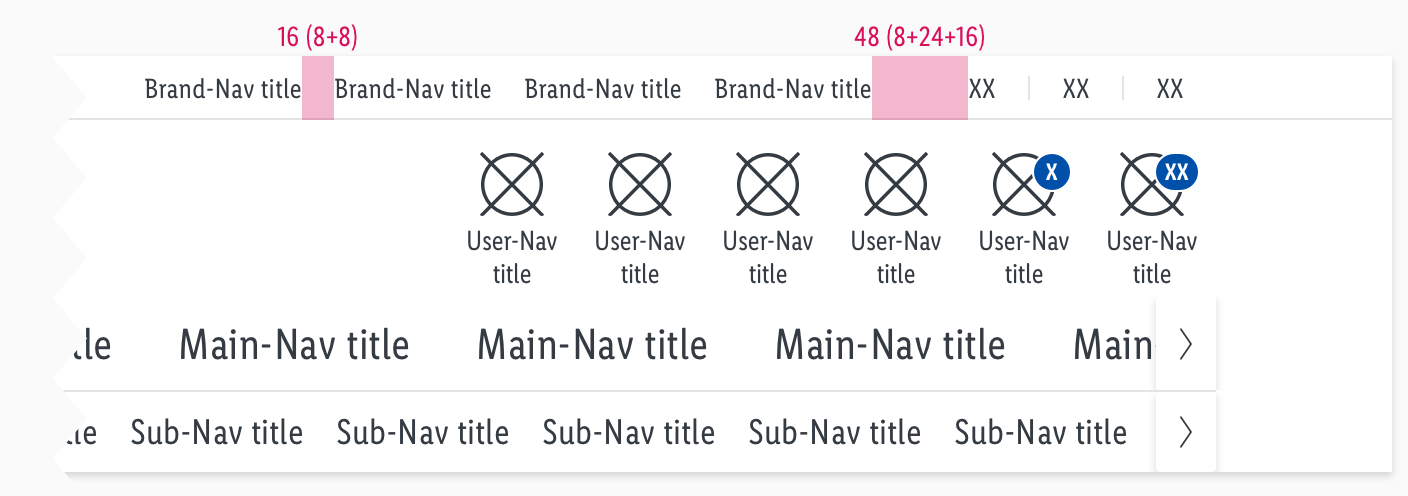 16 (8+8) 48 (8+24+16)
Brand-Nav title Brand-Nav title Brand-Nav title Brand-Nav title XX XX XX
X XX
User-Nav User-Nav User-Nav User-Nav User-Nav User-Nav
title title title title title title
Main-Nav title Main-Nav title Main-Nav title Main
Sub-Nav title Sub-Nav title Sub-Nav title Sub-Nav title Sub-Nav title